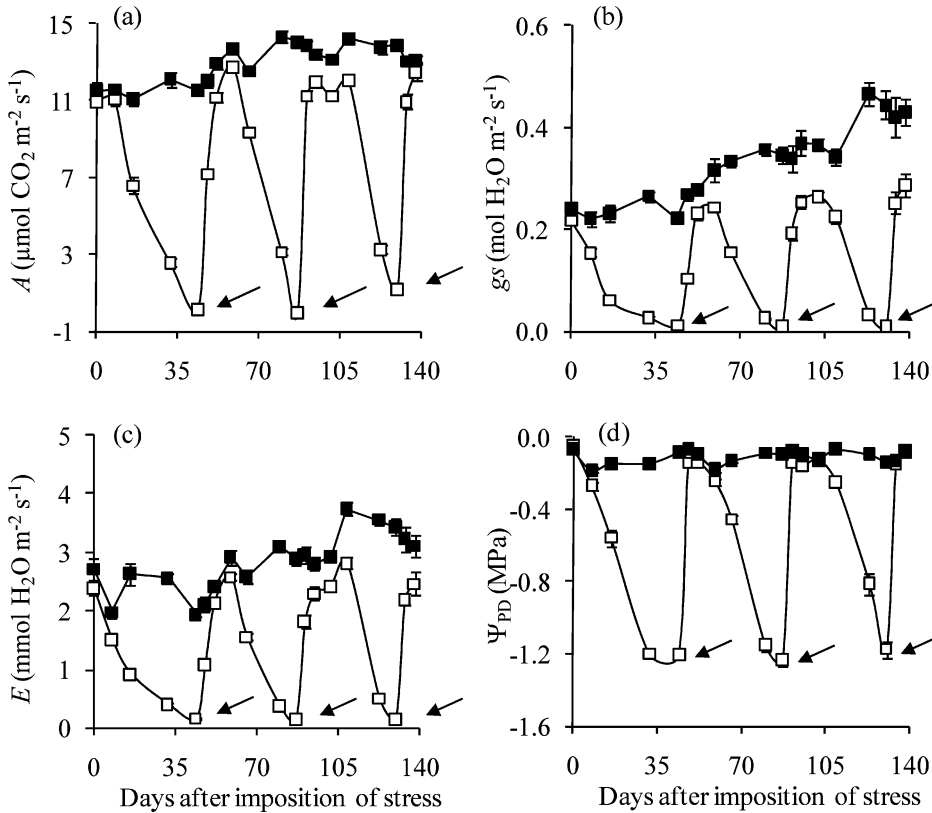 (a)
15
11
7
3
-1
A (μmol CO2 m-2 s-1)
0 35 70 105 140
(b)
0.6
0.4
0.2
0.0
gs (mol H2O m-2 s-1)
0 35 70 105 140
(c)
5
4
3
2
1
0
E (mmol H2O m-2 s-1)
0 35 70 105 140
Days after imposition of stress
(d)
0.0
-0.4
-0.8
-1.2
-1.6
ΨPD (MPa)
0 35 70 105 140
Days after imposition of stress